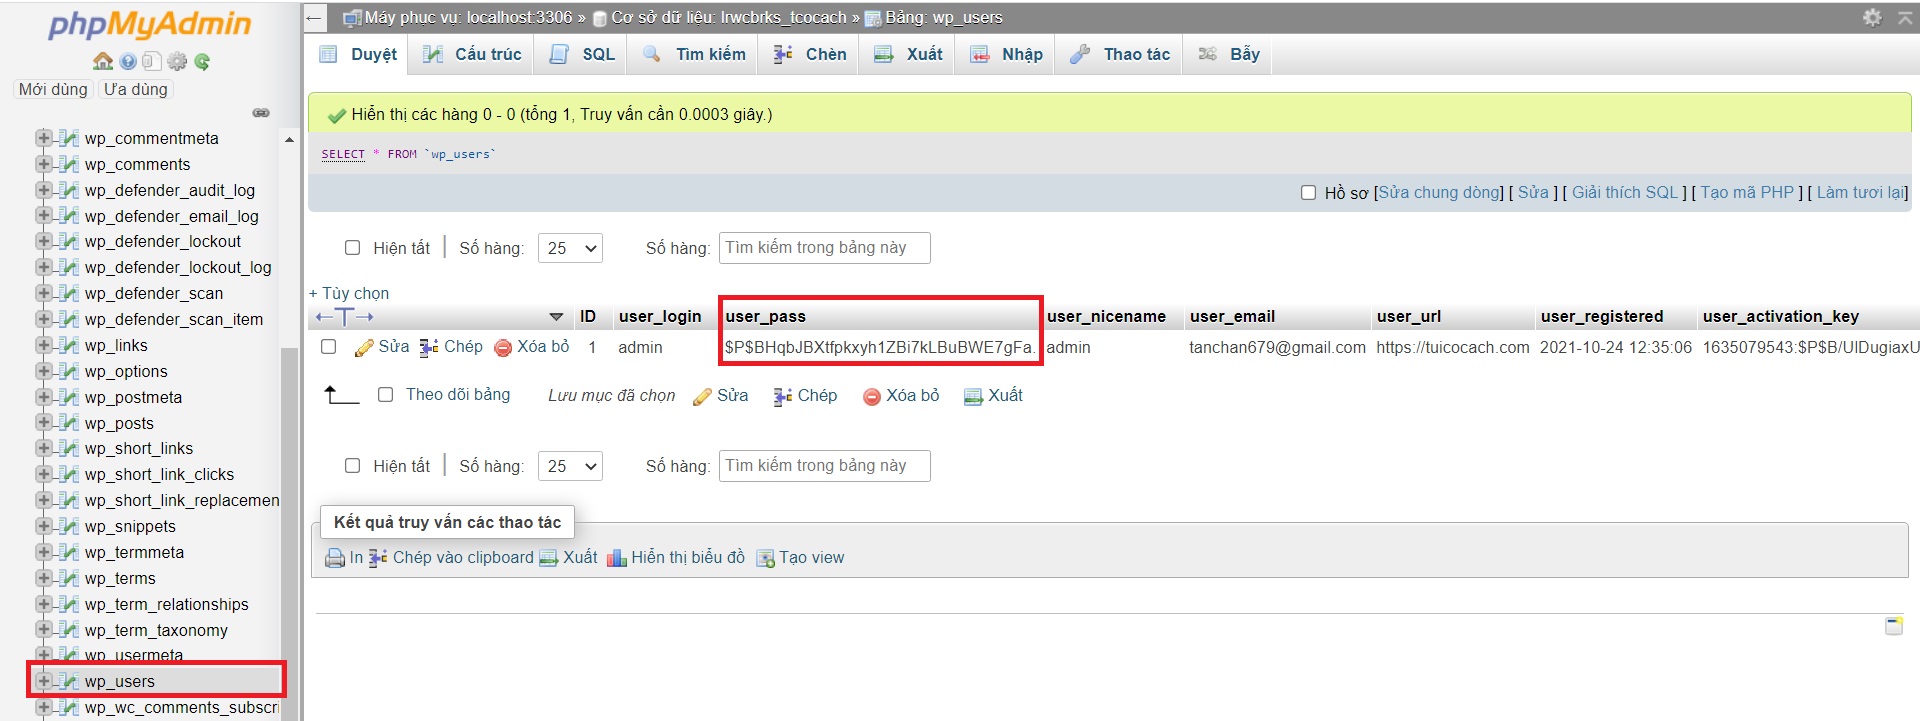 phpMyAdmin
Mới dùng Ưa dùng
wp_commentmeta
wp_comments
wp_defender_audit_log
wp_defender_email_log
wp_defender_lockout
wp_defender_lockout_log
wp_defender_scan
wp_defender_scan_item
wp_links
wp_options
wp_postmeta
wp_posts
wp_short_links
wp_short_link_clicks
wp_short_link_replacemen
wp_snippets
wp_termmeta
wp_terms
wp_term_relationships
wp_term_taxonomy
wp_usermeta
wp_users
wp_wc_comments_subscri
Máy phục vụ: localhost:3306 » Cơ sở dữ liệu: lrwcbrks_tcocach » Bảng: wp_users
Duyệt Cấu trúc SQL Tìm kiếm Chèn Xuất Nhập Thao tác Bẫy
Hiển thị các hàng 0 - 0 (tổng 1, Truy vấn cần 0.0003 giây.)
SELECT * FROM `wp_users`
Hồ sơ [Sửa chung dòng] [ Sửa ] [ Giải thích SQL ] [ Tạo mã PHP ] [ Làm tươi lại]
Hiện tất Số hàng: 25 Số hàng: Tìm kiếm trong bảng này
+ Tùy chọn
ID user_login user_pass user_nicename user_email user_url user_registered user_activation_key
Sửa Chép Xóa bỏ 1 admin $P$BHqbJBXtfpkxyh1ZBi7kLBuBWE7gFa. admin tanchan679@gmail.com https://tuicocach.com 2021-10-24 12:35:06 1635079543:$P$B/UIDugiaxU
Theo dõi bảng Lưu mục đã chọn Sửa Chép Xóa bỏ Xuất
Hiện tất Số hàng: 25 Số hàng: Tìm kiếm trong bảng này
Kết quả truy vấn các thao tác
In Chép vào clipboard Xuất Hiển thị biểu đồ Tạo view